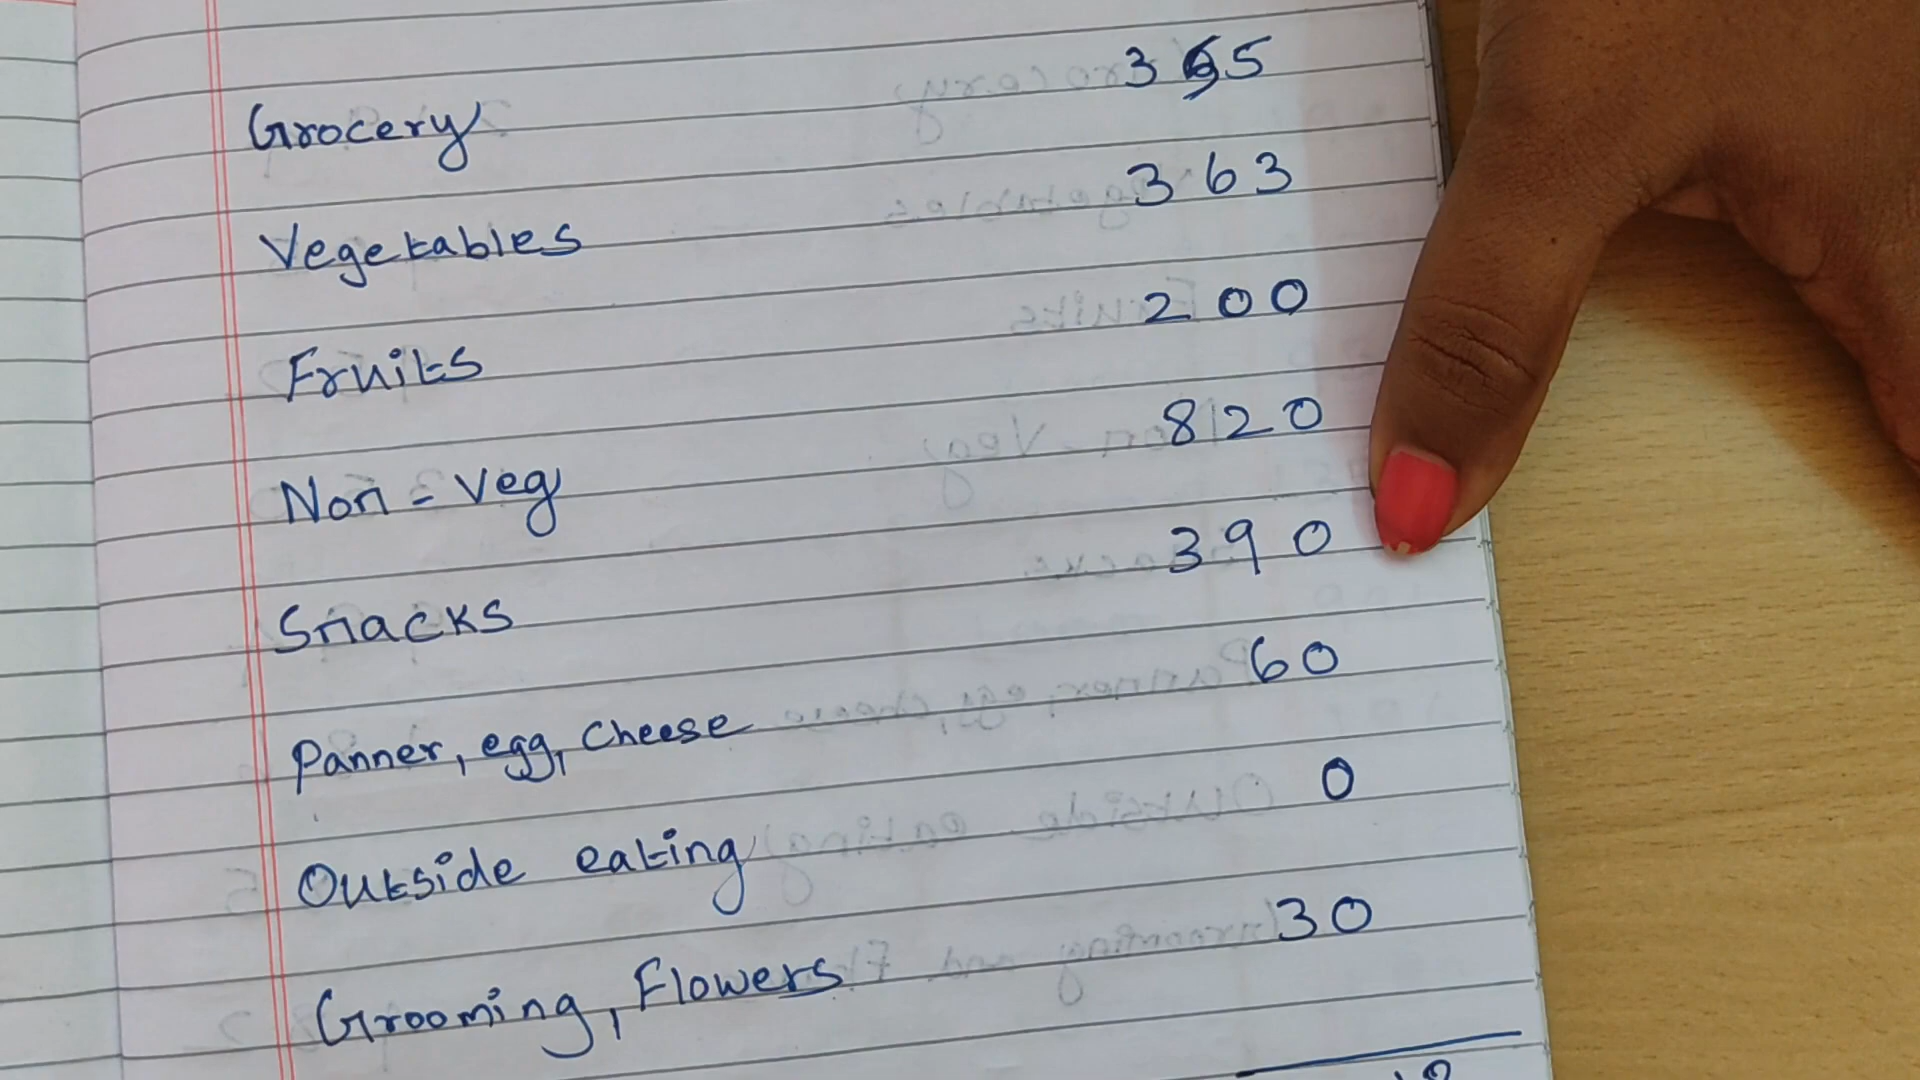 Grocery 355
Vegetables 363
Fruits 200
Non-veg 820
Snacks 390
Panner, egg, cheese 60
Outside eating 0
Grooming, Flowers 30